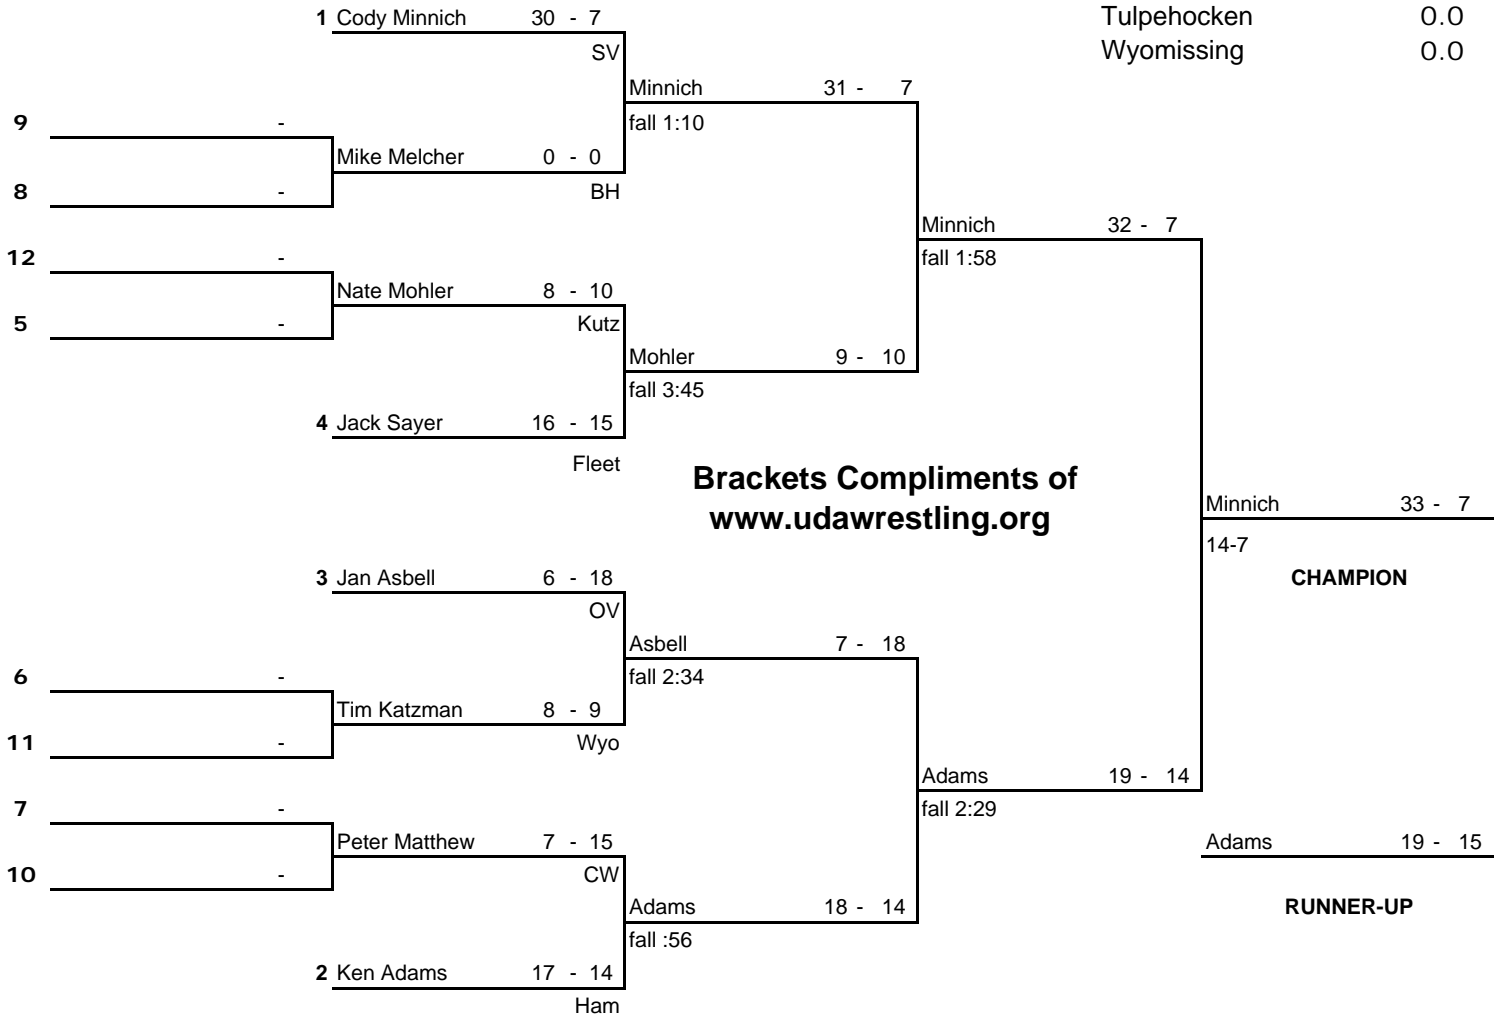 1 Cody Minnich 30 - 7
Tulpehocken 0.0
SV
Wyomissing 0.0
Minnich 31 - 7
9 -
fall 1:10
Mike Melcher 0 - 0
8 -
BH
Minnich 32 - 7
12 -
fall 1:58
Nate Mohler 8 - 10
5 -
Kutz
Mohler 9 - 10
fall 3:45
4 Jack Sayer 16 - 15
Fleet
Brackets Compliments of
www.udawrestling.org
Minnich 33 - 7
14-7
CHAMPION
3 Jan Asbell 6 - 18
OV
Asbell 7 - 18
6 -
fall 2:34
Tim Katzman 8 - 9
11 -
Wyo
Adams 19 - 14
7 -
fall 2:29
Peter Matthew 7 - 15
Adams 19 - 15
10 -
CW
Adams 18 - 14
RUNNER-UP
fall :56
2 Ken Adams 17 - 14
Ham